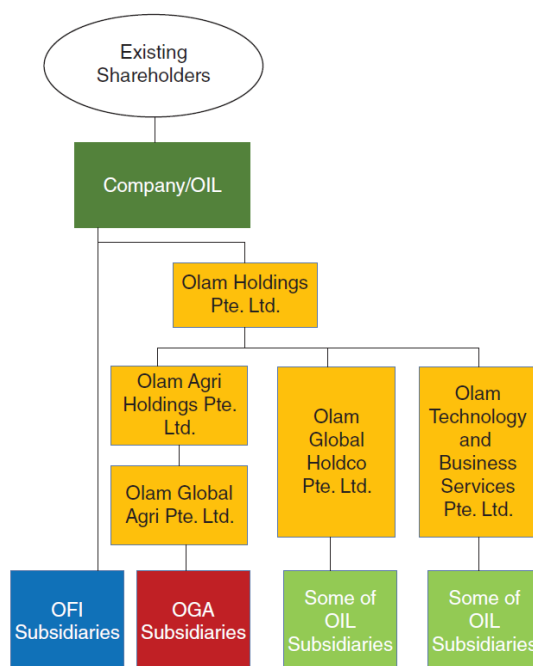 Existing
Shareholders
Company/OIL
Olam Holdings
Pte. Ltd.
Olam Agri
Holdings Pte.
Ltd.
Olam Global
Agri Pte. Ltd.
Olam
Global
Holdco
Pte. Ltd.
Olam
Technology
and
Business
Services
Pte. Ltd.
OFI
Subsidiaries
OGA
Subsidiaries
Some of
OIL
Subsidiaries
Some of
OIL
Subsidiaries